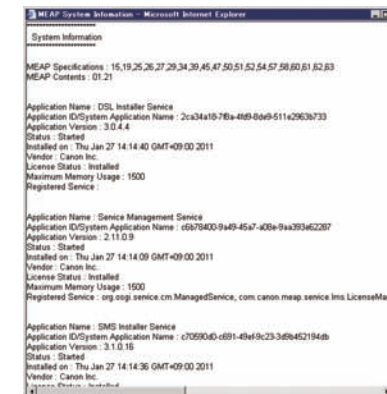 MEAP System Infomation - Microsoft Internet Explorer
********************
System Information
********************
MEAP Specifications : 15,19,25,26,27,29,34,39,45,47,50,51,52,54,57,58,60,61,62,63
MEAP Contents : 01.21
Application Name : DSL Installer Service
Application ID/System Application Name : 2ca34a18-7f8a-4fd9-8de9-511e2963b733
Application Version : 3.0.4.4
Status : Started
Installed on : Thu Jan 27 14:14:40 GMT+09:00 2011
Vendor : Canon Inc.
License Status : Installed
Maximum Memory Usage : 1500
Registered Service :
Application Name : Service Management Service
Application ID/System Application Name : c6b78400-9a49-45a7-a08e-9aa393e62287
Application Version : 2.11.0.9
Status : Started
Installed on : Thu Jan 27 14:14:09 GMT+09:00 2011
Vendor : Canon Inc.
License Status : Installed
Maximum Memory Usage : 1500
Registered Service : org.osgi.service.cm.ManagedService, com.canon.meap.service.lms.LicenseMa
Application Name : SMS Installer Service
Application ID/System Application Name : c70590d0-c691-49ef-9c23-3d9b452194db
Application Version : 3.1.0.16
Status : Started
Installed on : Thu Jan 27 14:14:36 GMT+09:00 2011
Vendor : Canon Inc.
License Status : Installed